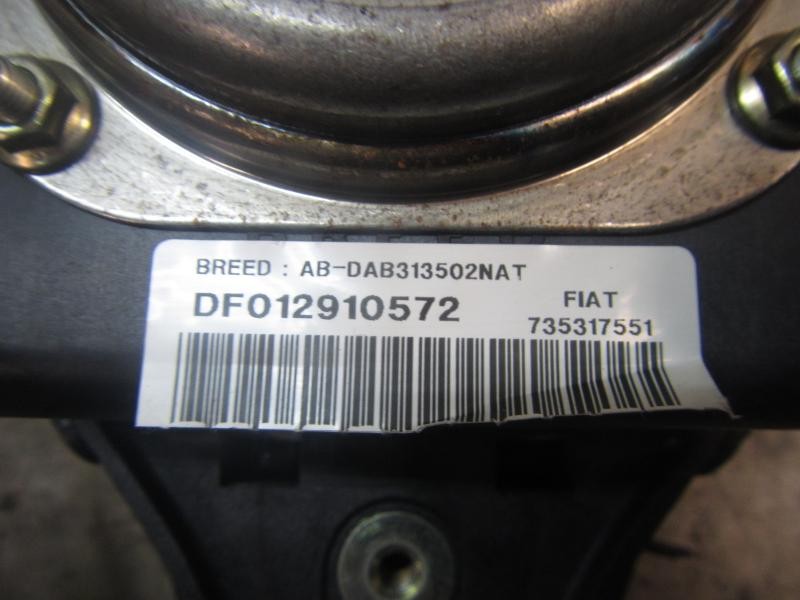 BREED : AB-DAB313502NAT
DF012910572
FIAT
735317551